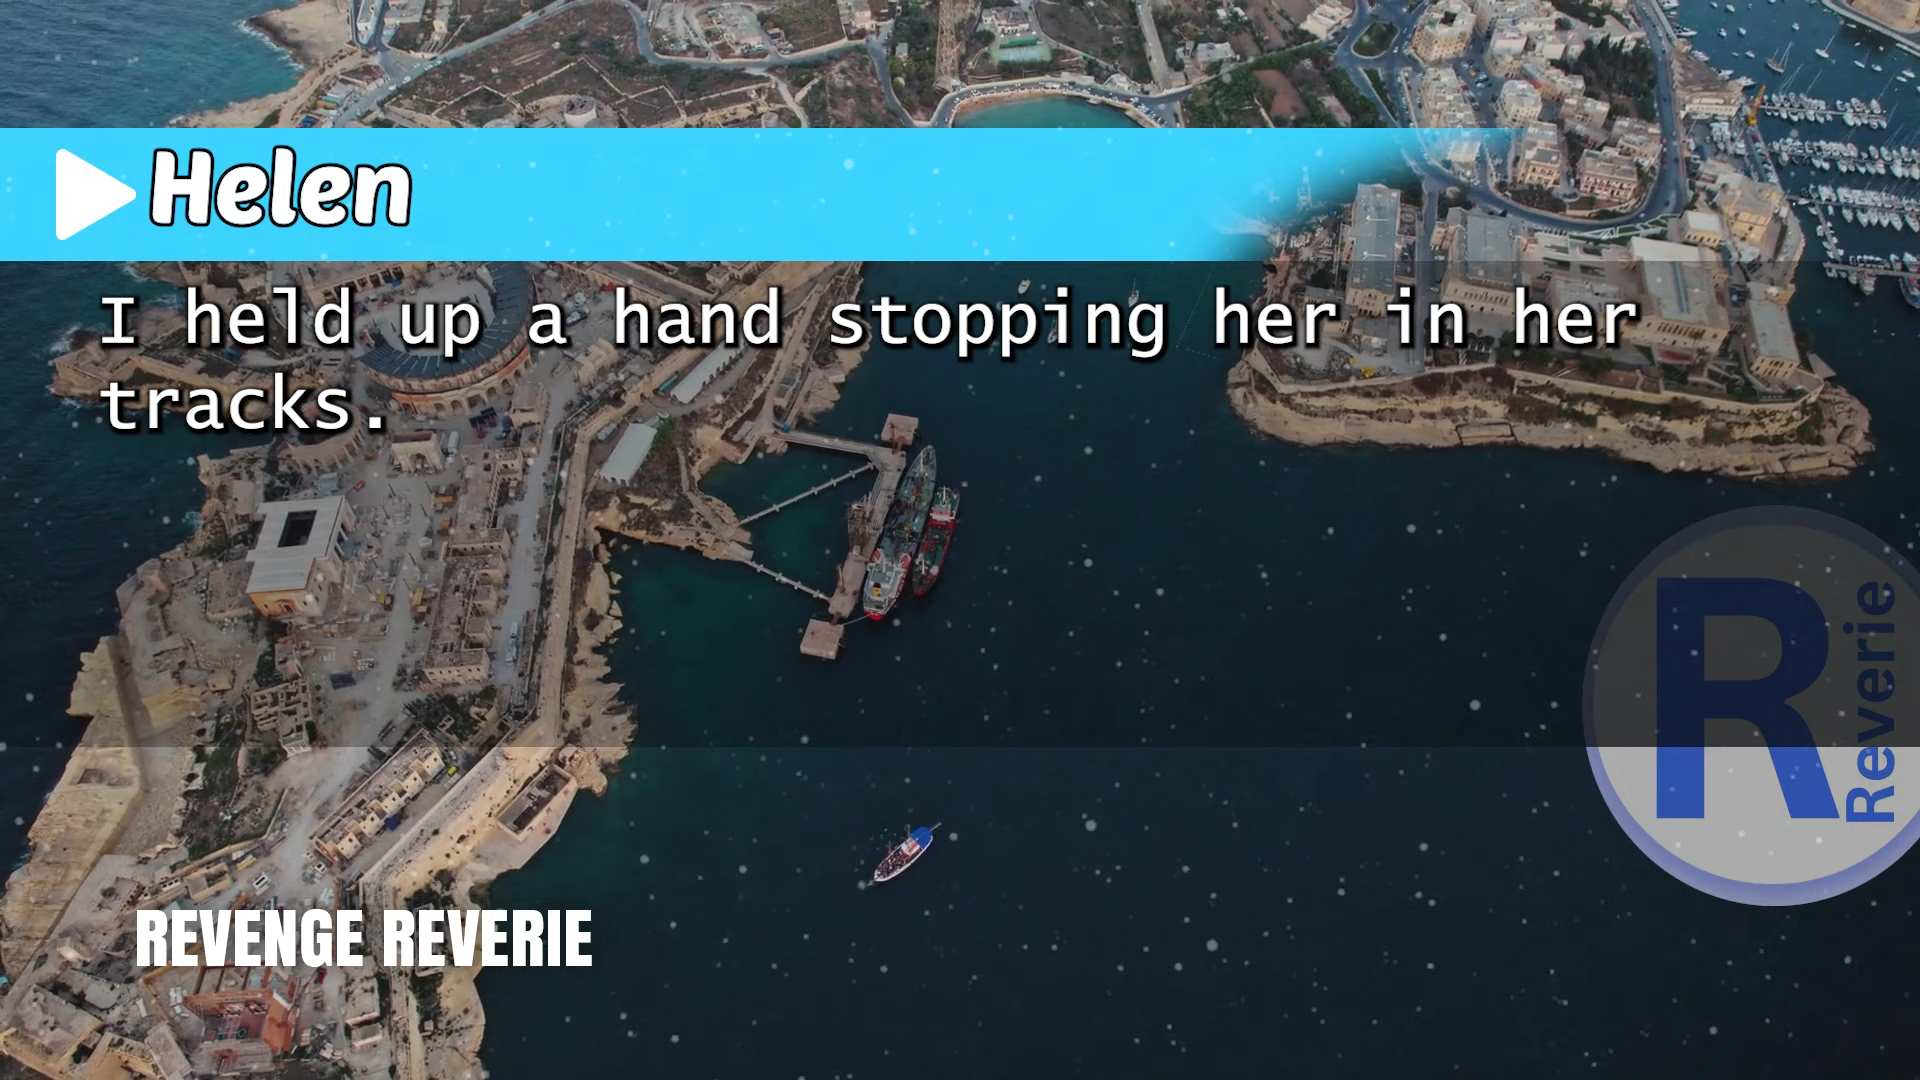 Helen
I held up a hand stopping her in her
tracks.
R
Reverie
REVENGE REVERIE